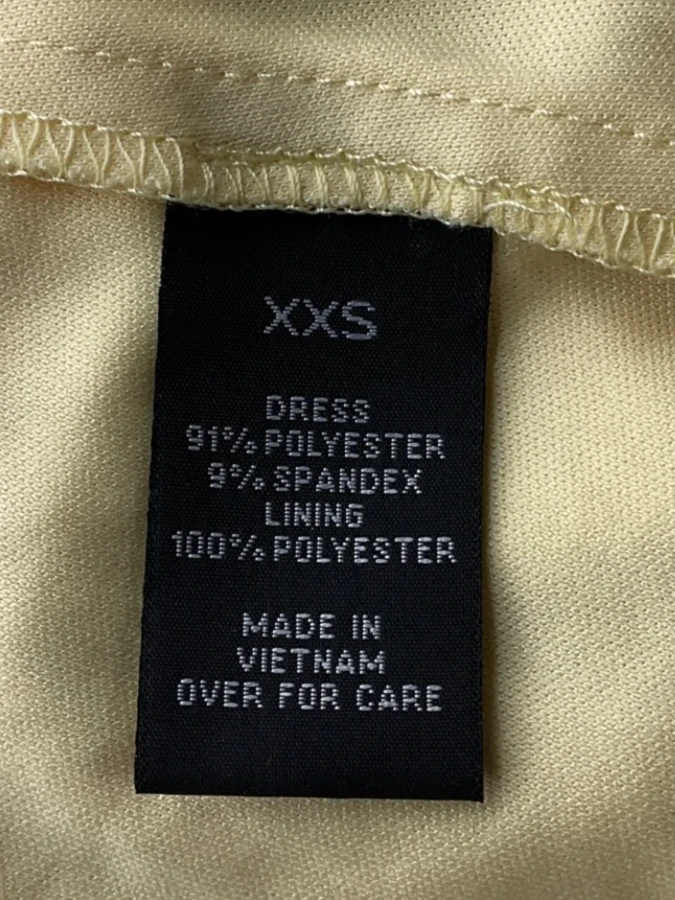 XXS
DRESS
91% POLYESTER
9% SPANDEX
LINING
100% POLYESTER
MADE IN
VIETNAM
OVER FOR CARE